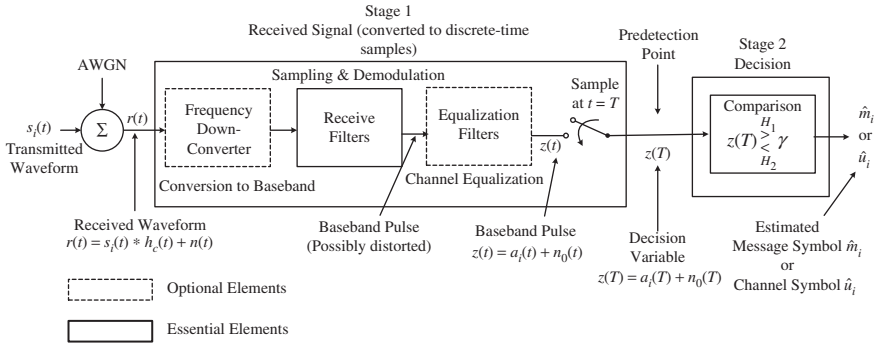 Stage 1
Received Signal (converted to discrete-time
samples)
Predetection
Point
Stage 2
Decision
AWGN
Sampling & Demodulation
Sample
at t = T
s_i(t)
Transmitted
Waveform
Σ
r(t)
Frequency
Down-
Converter
Receive
Filters
Equalization
Filters
z(t)
z(T)
Comparison
H_1
z(T) > < γ
H_2
m̂_i
or
û_i
Conversion to Baseband
Channel Equalization
Received Waveform
r(t) = s_i(t) * h_c(t) + n(t)
Baseband Pulse
(Possibly distorted)
Baseband Pulse
z(t) = a_i(t) + n_0(t)
Decision
Variable
z(T) = a_i(T) + n_0(T)
Estimated
Message Symbol m̂_i
or
Channel Symbol û_i
Optional Elements
Essential Elements